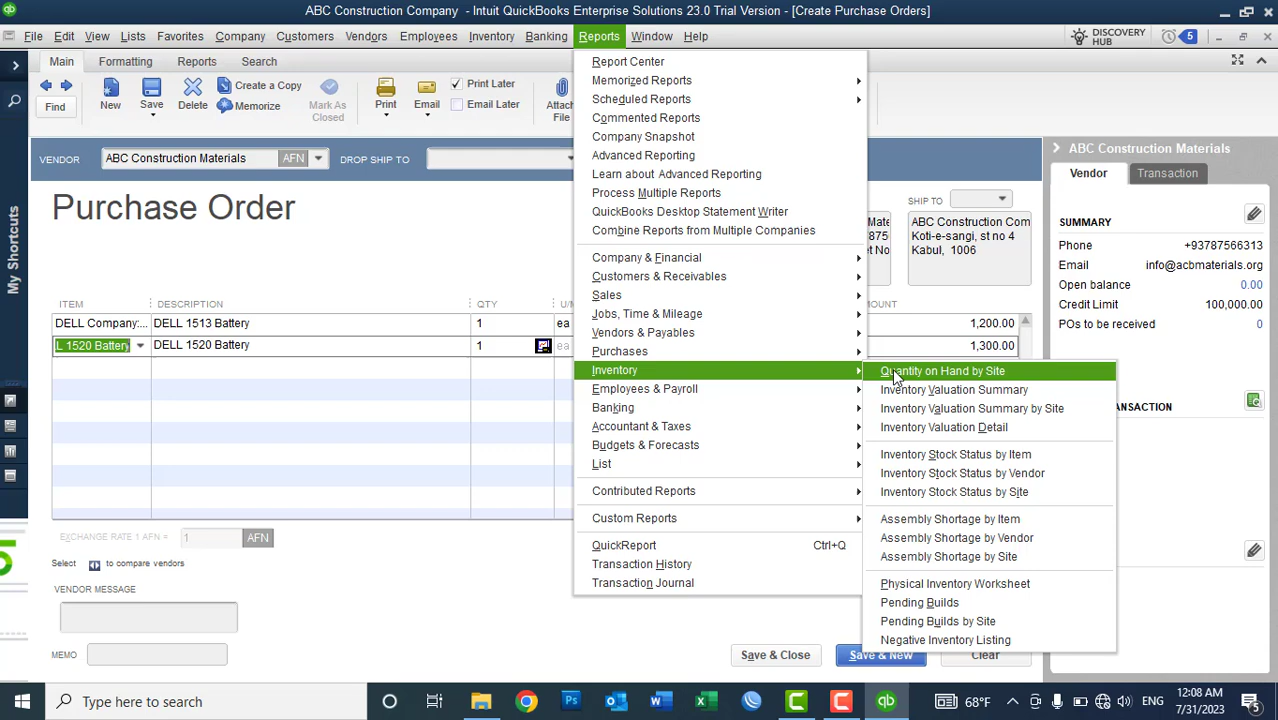 ABC Construction Company  - Intuit QuickBooks Enterprise Solutions 23.0 Trial Version - [Create Purchase Orders]
File Edit View Lists Favorites Company Customers Vendors Employees Inventory Banking Reports Window Help
DISCOVERY HUB
5
Main Formatting Reports Search
Find
New
Save
Delete
Create a Copy
Memorize
Mark As
Closed
Print
Email
Print Later
Email Later
Attach
File
VENDOR
ABC Construction Materials
AFN
DROP SHIP TO
Purchase Order
SHIP TO
ABC Construction Com
Koti-e-sangi, st no 4
Kabul,  1006
ITEM DESCRIPTION QTY
DELL Company:... DELL 1513 Battery 1 ea 1,200.00
L 1520 Battery DELL 1520 Battery 1 ea 1,300.00
EXCHANGE RATE 1 AFN = 1 AFN
Select to compare vendors
VENDOR MESSAGE
MEMO
Save & Close
Save & New
Clear
My Shortcuts
Report Center
Memorized Reports
Scheduled Reports
Commented Reports
Company Snapshot
Advanced Reporting
Learn about Advanced Reporting
Process Multiple Reports
QuickBooks Desktop Statement Writer
Combine Reports from Multiple Companies
Company & Financial
Customers & Receivables
Sales
Jobs, Time & Mileage
Vendors & Payables
Purchases
Inventory
Employees & Payroll
Banking
Accountant & Taxes
Budgets & Forecasts
List
Contributed Reports
Custom Reports
QuickReport Ctrl+Q
Transaction History
Transaction Journal
Quantity on Hand by Site
Inventory Valuation Summary
Inventory Valuation Summary by Site
Inventory Valuation Detail
Inventory Stock Status by Item
Inventory Stock Status by Vendor
Inventory Stock Status by Site
Assembly Shortage by Item
Assembly Shortage by Vendor
Assembly Shortage by Site
Physical Inventory Worksheet
Pending Builds
Pending Builds by Site
Negative Inventory Listing
ABC Construction Materials
Vendor Transaction
SUMMARY
Phone +93787566313
Email info@acbmaterials.org
Open balance 0.00
Credit Limit 100,000.00
POs to be received 0
Type here to search
68°F
ENG
12:08 AM
7/31/2023
5